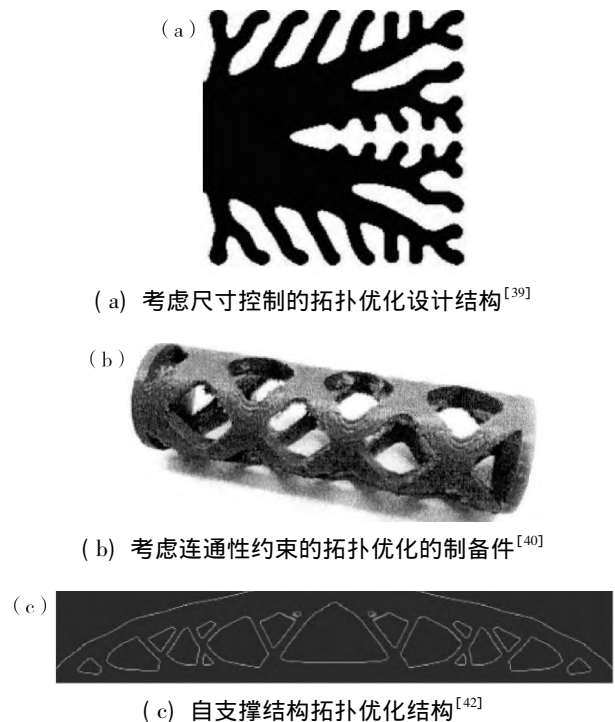 (a)
(a) 考虑尺寸控制的拓扑优化设计结构[39]
(b)
(b) 考虑连通性约束的拓扑优化的制备件[40]
(c)
(c) 自支撑结构拓扑优化结构[42]